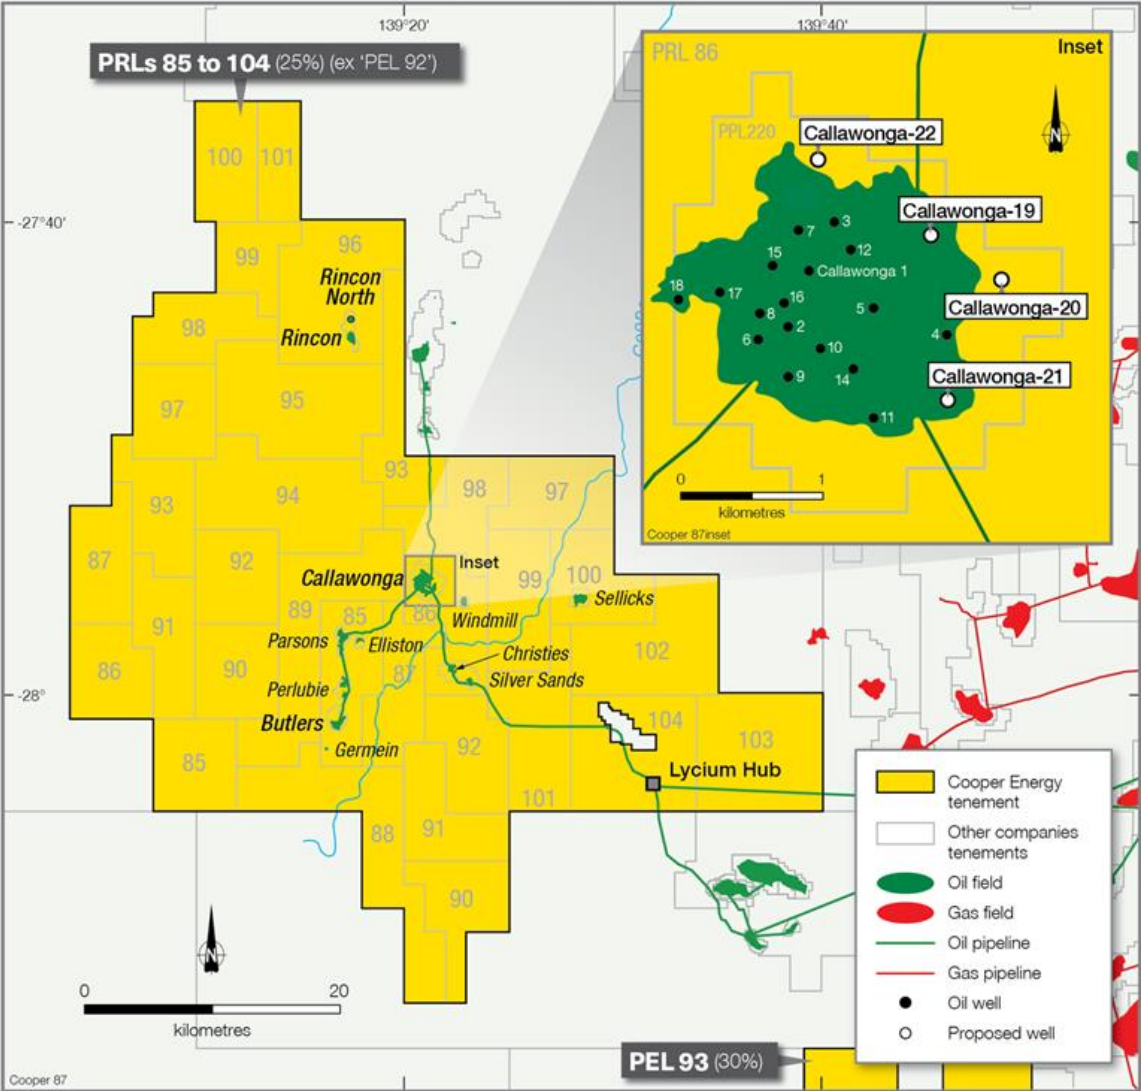 139°20'
139°40'
PRLs 85 to 104 (25%) (ex ‘PEL 92’)
Inset
PRL 86
PPL220
Callawonga-22
Callawonga-19
Callawonga-20
Callawonga-21
3
7
12
15
Callawonga 1
18
17
16
5
8
2
4
6
10
14
9
11
0
1
kilometres
Cooper 87inset
-27°40'
100
101
99
96
Rincon
North
Rincon
98
97
95
93
98
97
93
94
87
92
Inset
Callawonga
99
100
Sellicks
89
85
86
Windmill
91
Parsons
Elliston
Christies
102
86
90
87
Silver Sands
-28°
Perlubie
Butlers
92
104
103
85
Germein
Lycium Hub
101
88
91
90
N
0
20
kilometres
Cooper Energy
tenement
Other companies
tenements
Oil field
Gas field
Oil pipeline
Gas pipeline
Oil well
Proposed well
PEL 93 (30%)
Cooper 87